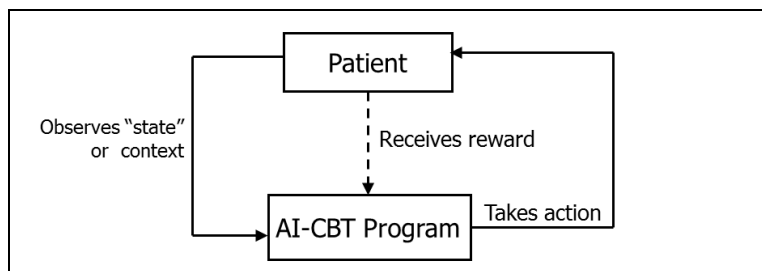 Patient
Observes “state”
or context
Receives reward
AI-CBT Program
Takes action